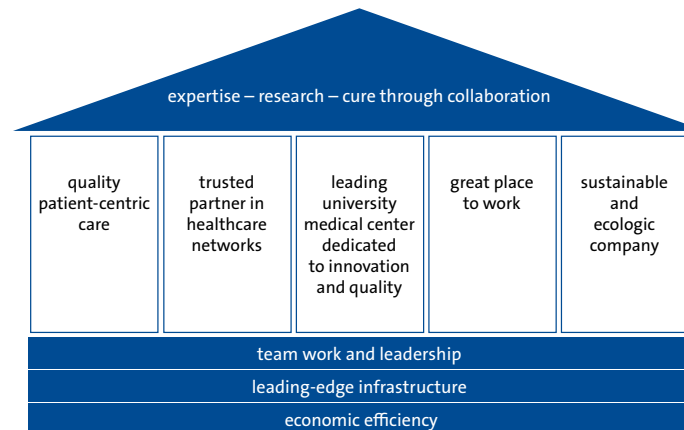 expertise – research – cure through collaboration
quality
patient-centric
care
trusted
partner in
healthcare
networks
leading
university
medical center
dedicated
to innovation
and quality
great place
to work
sustainable
and
ecologic
company
team work and leadership
leading-edge infrastructure
economic efficiency